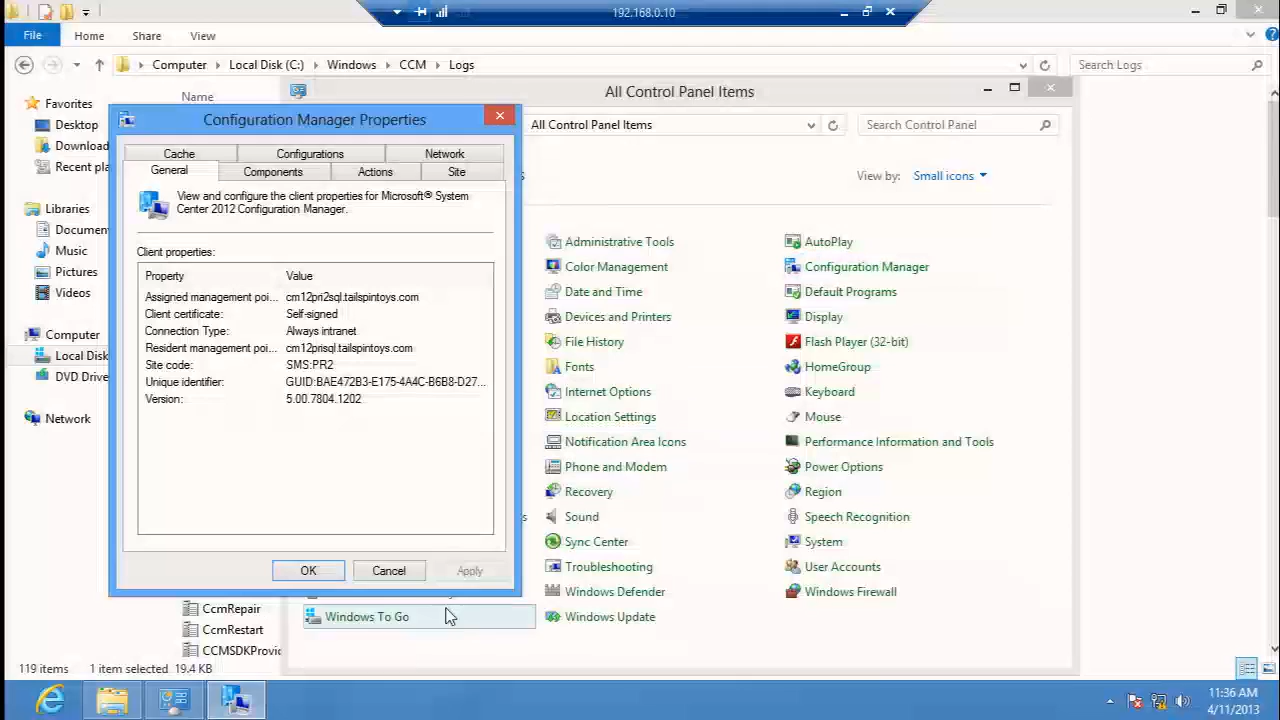 192.168.0.10
File Home Share View
Computer Local Disk (C:) Windows CCM Logs
Search Logs
Favorites
Desktop
Download
Recent pla
Libraries
Documen
Music
Pictures
Videos
Computer
Local Disk
DVD Drive
Network
Name
CcmRepair
CcmRestart
CCMSDKProvic
119 items 1 item selected 19.4 KB
All Control Panel Items
All Control Panel Items
Search Control Panel
View by: Small icons
Administrative Tools
AutoPlay
Color Management
Configuration Manager
Date and Time
Default Programs
Devices and Printers
Display
File History
Flash Player (32-bit)
Fonts
HomeGroup
Internet Options
Keyboard
Location Settings
Mouse
Notification Area Icons
Performance Information and Tools
Phone and Modem
Power Options
Recovery
Region
Sound
Speech Recognition
Sync Center
System
Troubleshooting
User Accounts
Windows Defender
Windows Firewall
Windows To Go
Windows Update
Configuration Manager Properties
Cache Configurations Network
General Components Actions Site
View and configure the client properties for Microsoft® System
Center 2012 Configuration Manager.
Client properties:
Property Value
Assigned management poi... cm12pri2sql.tailspintoys.com
Client certificate: Self-signed
Connection Type: Always intranet
Resident management poi... cm12prisql.tailspintoys.com
Site code: SMS:PR2
Unique identifier: GUID:BAE472B3-E175-4A4C-B6B8-D27...
Version: 5.00.7804.1202
OK Cancel Apply
11:36 AM
4/11/2013